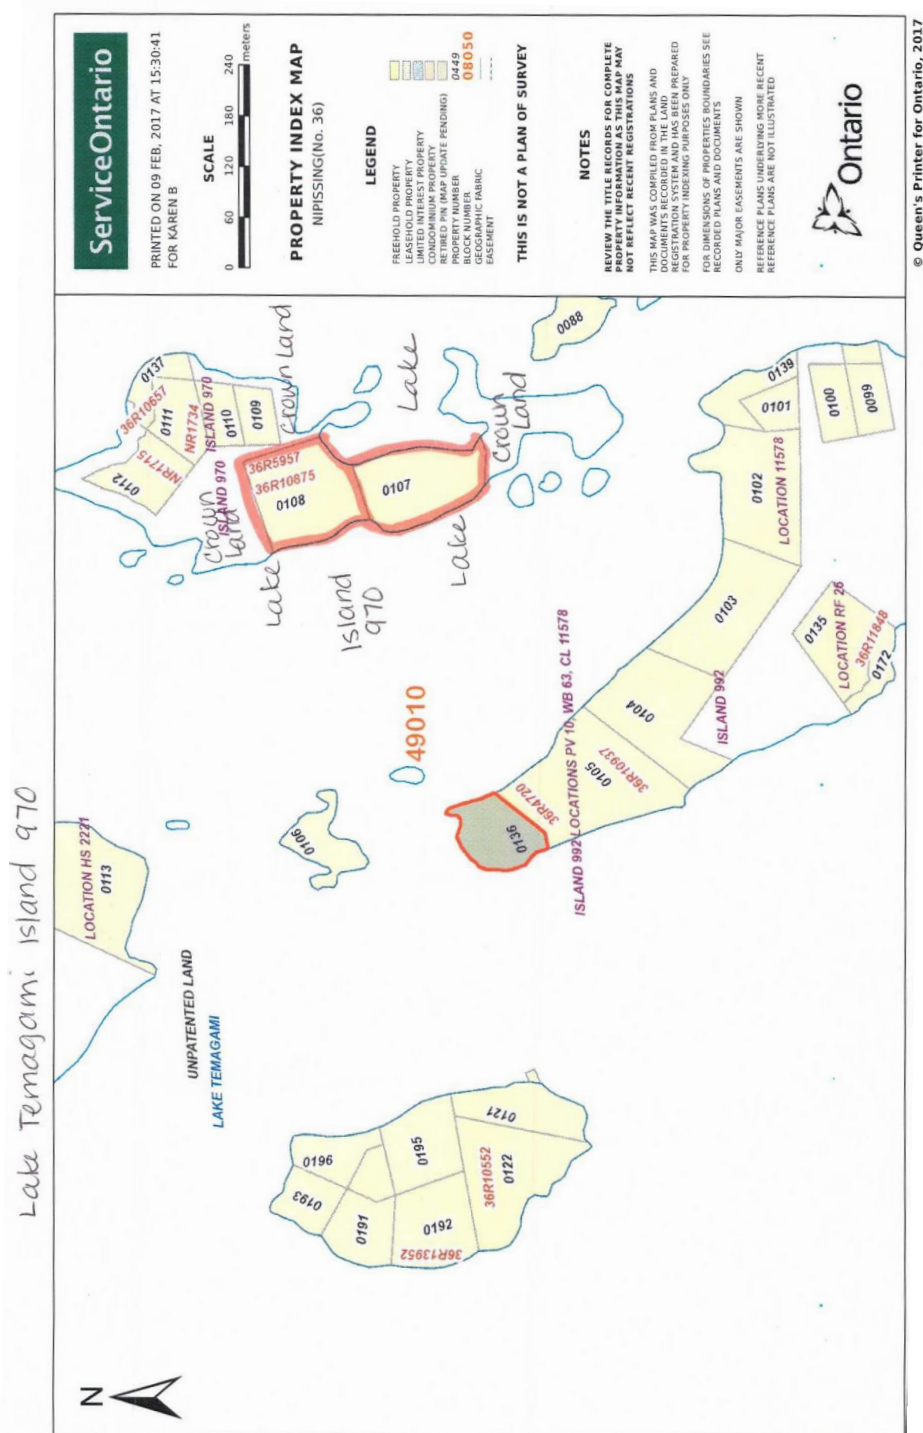 Lake Temagami Island 970
ServiceOntario
PRINTED ON 09 FEB, 2017 AT 15:30:41
FOR KAREN B
SCALE
0 60 120 180 240
meters
PROPERTY INDEX MAP
NIPISSING(No. 36)
LEGEND
FREEHOLD PROPERTY
LEASEHOLD PROPERTY
LIMITED INTEREST PROPERTY
CONDOMINIUM PROPERTY
RETIRED PIN (MAP UPDATE PENDING)
PROPERTY NUMBER 0449
BLOCK NUMBER 08050
GEOGRAPHIC FABRIC
EASEMENT
THIS IS NOT A PLAN OF SURVEY
NOTES
REVIEW THE TITLE RECORDS FOR COMPLETE
PROPERTY INFORMATION AS THIS MAP MAY
NOT REFLECT RECENT REGISTRATIONS
THIS MAP WAS COMPILED FROM PLANS AND
DOCUMENTS RECORDED IN THE LAND
REGISTRATION SYSTEM AND HAS BEEN PREPARED
FOR PROPERTY INDEXING PURPOSES ONLY
FOR DIMENSIONS OF PROPERTIES BOUNDARIES SEE
RECORDED PLANS AND DOCUMENTS
ONLY MAJOR EASEMENTS ARE SHOWN
REFERENCE PLANS UNDERLYING MORE RECENT
REFERENCE PLANS ARE NOT ILLUSTRATED
Ontario
© Queen's Printer for Ontario, 2017
N
LOCATION HS 2221
0113
UNPATENTED LAND
LAKE TEMAGAMI
0112
NR1715
36R10657
0111
0137
NR1734
ISLAND 970
0110
0109
Crown Land
Crown
Land
ISLAND 970
36R5957
36R10875
0108
0107
Lake
Lake
Lake
Island
970
Crown
Land
0088
49010
0106
0136
36R4720
ISLAND 992 LOCATIONS PV 10, WB 63, CL 11578
0105
36R10937
0104
ISLAND 992
0103
0102
LOCATION 11578
0101
0139
0100
0099
0135
LOCATION RF 26
36R11848
0172
0193
0196
0191
0195
0192
36R13952
36R10552
0122
0121